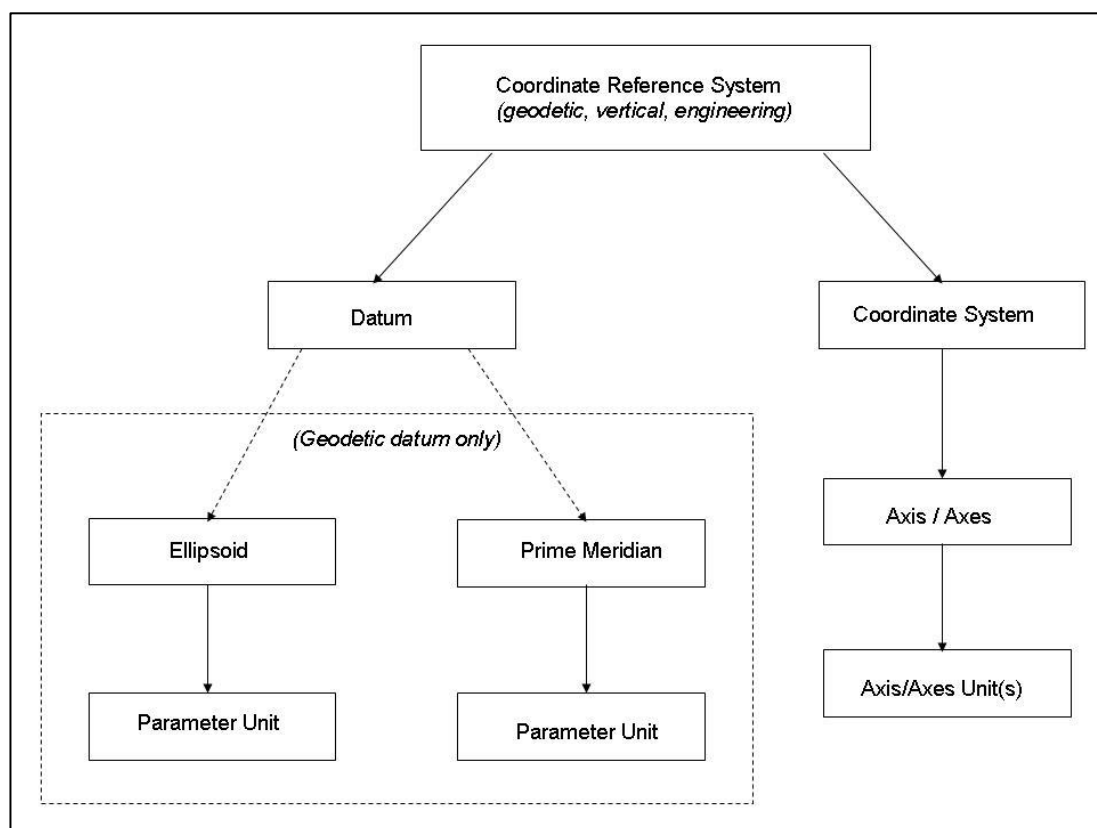 Coordinate Reference System
(geodetic, vertical, engineering)
Datum
Coordinate System
(Geodetic datum only)
Ellipsoid
Prime Meridian
Axis / Axes
Parameter Unit
Parameter Unit
Axis/Axes Unit(s)